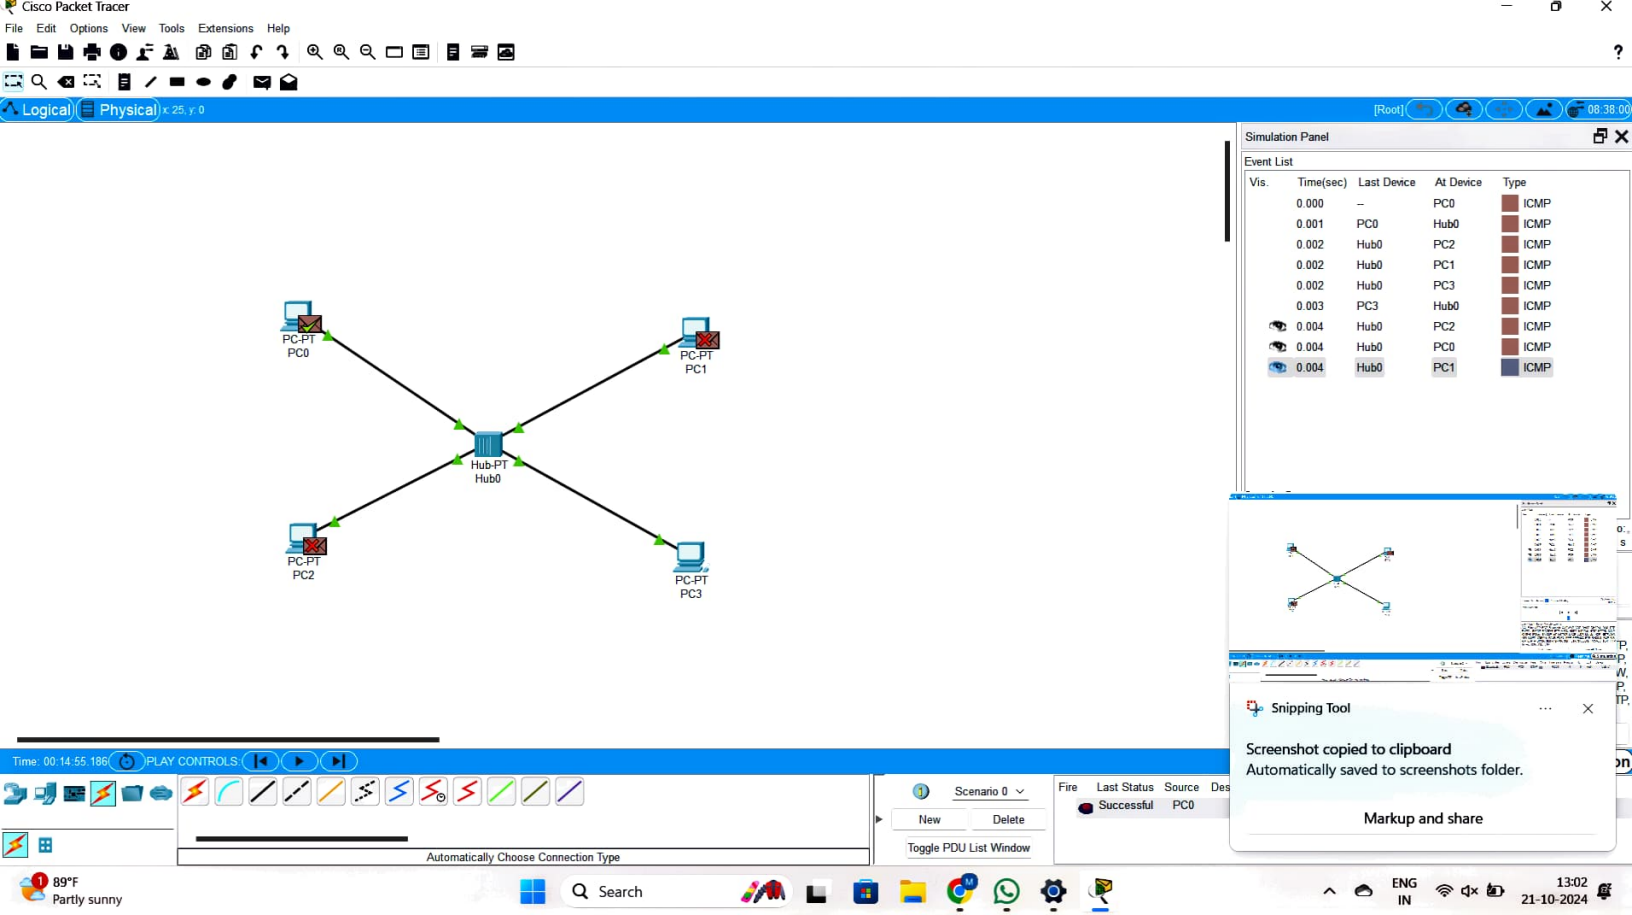 Cisco Packet Tracer
File Edit Options View Tools Extensions Help
?
Logical Physical x: 25, y: 0 [Root] 08:38:00
Simulation Panel
Event List
Vis. Time(sec) Last Device At Device Type
0.000 -- PC0 ICMP
0.001 PC0 Hub0 ICMP
0.002 Hub0 PC2 ICMP
0.002 Hub0 PC1 ICMP
0.002 Hub0 PC3 ICMP
0.003 PC3 Hub0 ICMP
0.004 Hub0 PC2 ICMP
0.004 Hub0 PC0 ICMP
0.004 Hub0 PC1 ICMP
PC-PT
PC0
PC-PT
PC1
Hub-PT
Hub0
PC-PT
PC2
PC-PT
PC3
Snipping Tool
Screenshot copied to clipboard
Automatically saved to screenshots folder.
Markup and share
Time: 00:14:55.186 PLAY CONTROLS:
Scenario 0
New Delete
Toggle PDU List Window
Fire Last Status Source Des
Successful PC0
Automatically Choose Connection Type
1
89°F
Partly sunny
Search
ENG
IN
13:02
21-10-2024